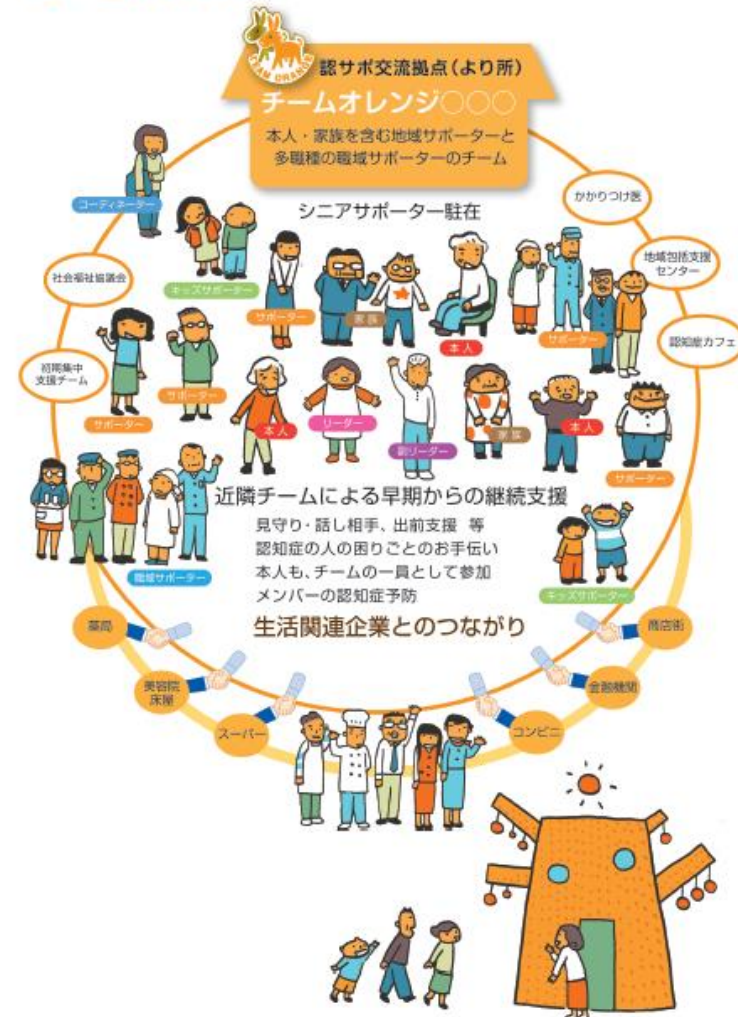 TEAM ORANGE
認サポ交流拠点(より所)
チームオレンジ○○○
本人・家族を含む地域サポーターと
多職種の職域サポーターのチーム
シニアサポーター駐在
コーディネーター
かかりつけ医
地域包括支援
センター
社会福祉協議会
キッズサポーター
サポーター
家族
本人
サポーター
認知症カフェ
初期集中
支援チーム
サポーター
サポーター
本人
リーダー
副リーダー
家族
本人
サポーター
近隣チームによる早期からの継続支援
見守り・話し相手、出前支援 等
認知症の人の困りごとのお手伝い
本人も、チームの一員として参加
メンバーの認知症予防
職域サポーター
キッズサポーター
生活関連企業とのつながり
薬局
商店街
美容院
床屋
金融機関
スーパー
コンビニ